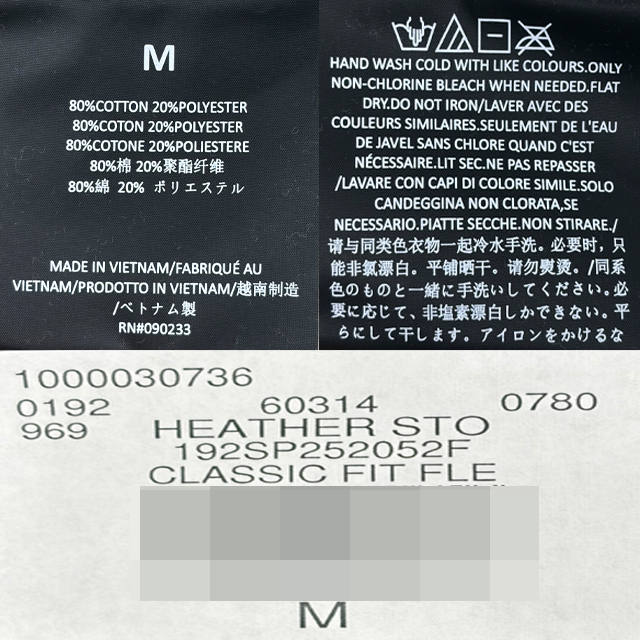 M
80%COTTON 20%POLYESTER
80%COTON 20%POLYESTER
80%COTONE 20%POLIESTERE
80%棉 20%聚酯纤维
80%綿 20% ポリエステル
MADE IN VIETNAM/FABRIQUÉ AU
VIETNAM/PRODOTTO IN VIETNAM/越南制造
/ベトナム製
RN#090233
HAND WASH COLD WITH LIKE COLOURS.ONLY
NON-CHLORINE BLEACH WHEN NEEDED.FLAT
DRY.DO NOT IRON/LAVER AVEC DES
COULEURS SIMILAIRES.SEULEMENT DE L'EAU
DE JAVEL SANS CHLORE QUAND C'EST
NÉCESSAIRE.LIT SEC.NE PAS REPASSER
/LAVARE CON CAPI DI COLORE SIMILE.SOLO
CANDEGGINA NON CLORATA,SE
NECESSARIO.PIATTE SECCHE.NON STIRARE./
请与同类色衣物一起冷水手洗。必要时，只
能非氯漂白。平铺晒干。请勿熨烫。/同系
色のものと一緒に手洗いしてください。必
要に応じて、非塩素漂白しかできない。平
らにして干します。アイロンをかけるな
1000030736
0192 60314 0780
969 HEATHER STO
192SP252052F
CLASSIC FIT FLE
M